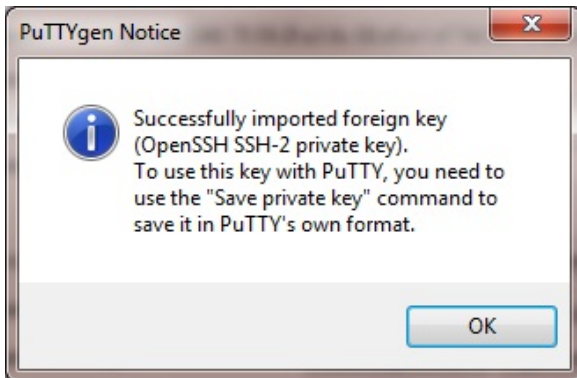 PuTTYgen Notice
Successfully imported foreign key
(OpenSSH SSH-2 private key).
To use this key with PuTTY, you need to
use the "Save private key" command to
save it in PuTTY's own format.
OK